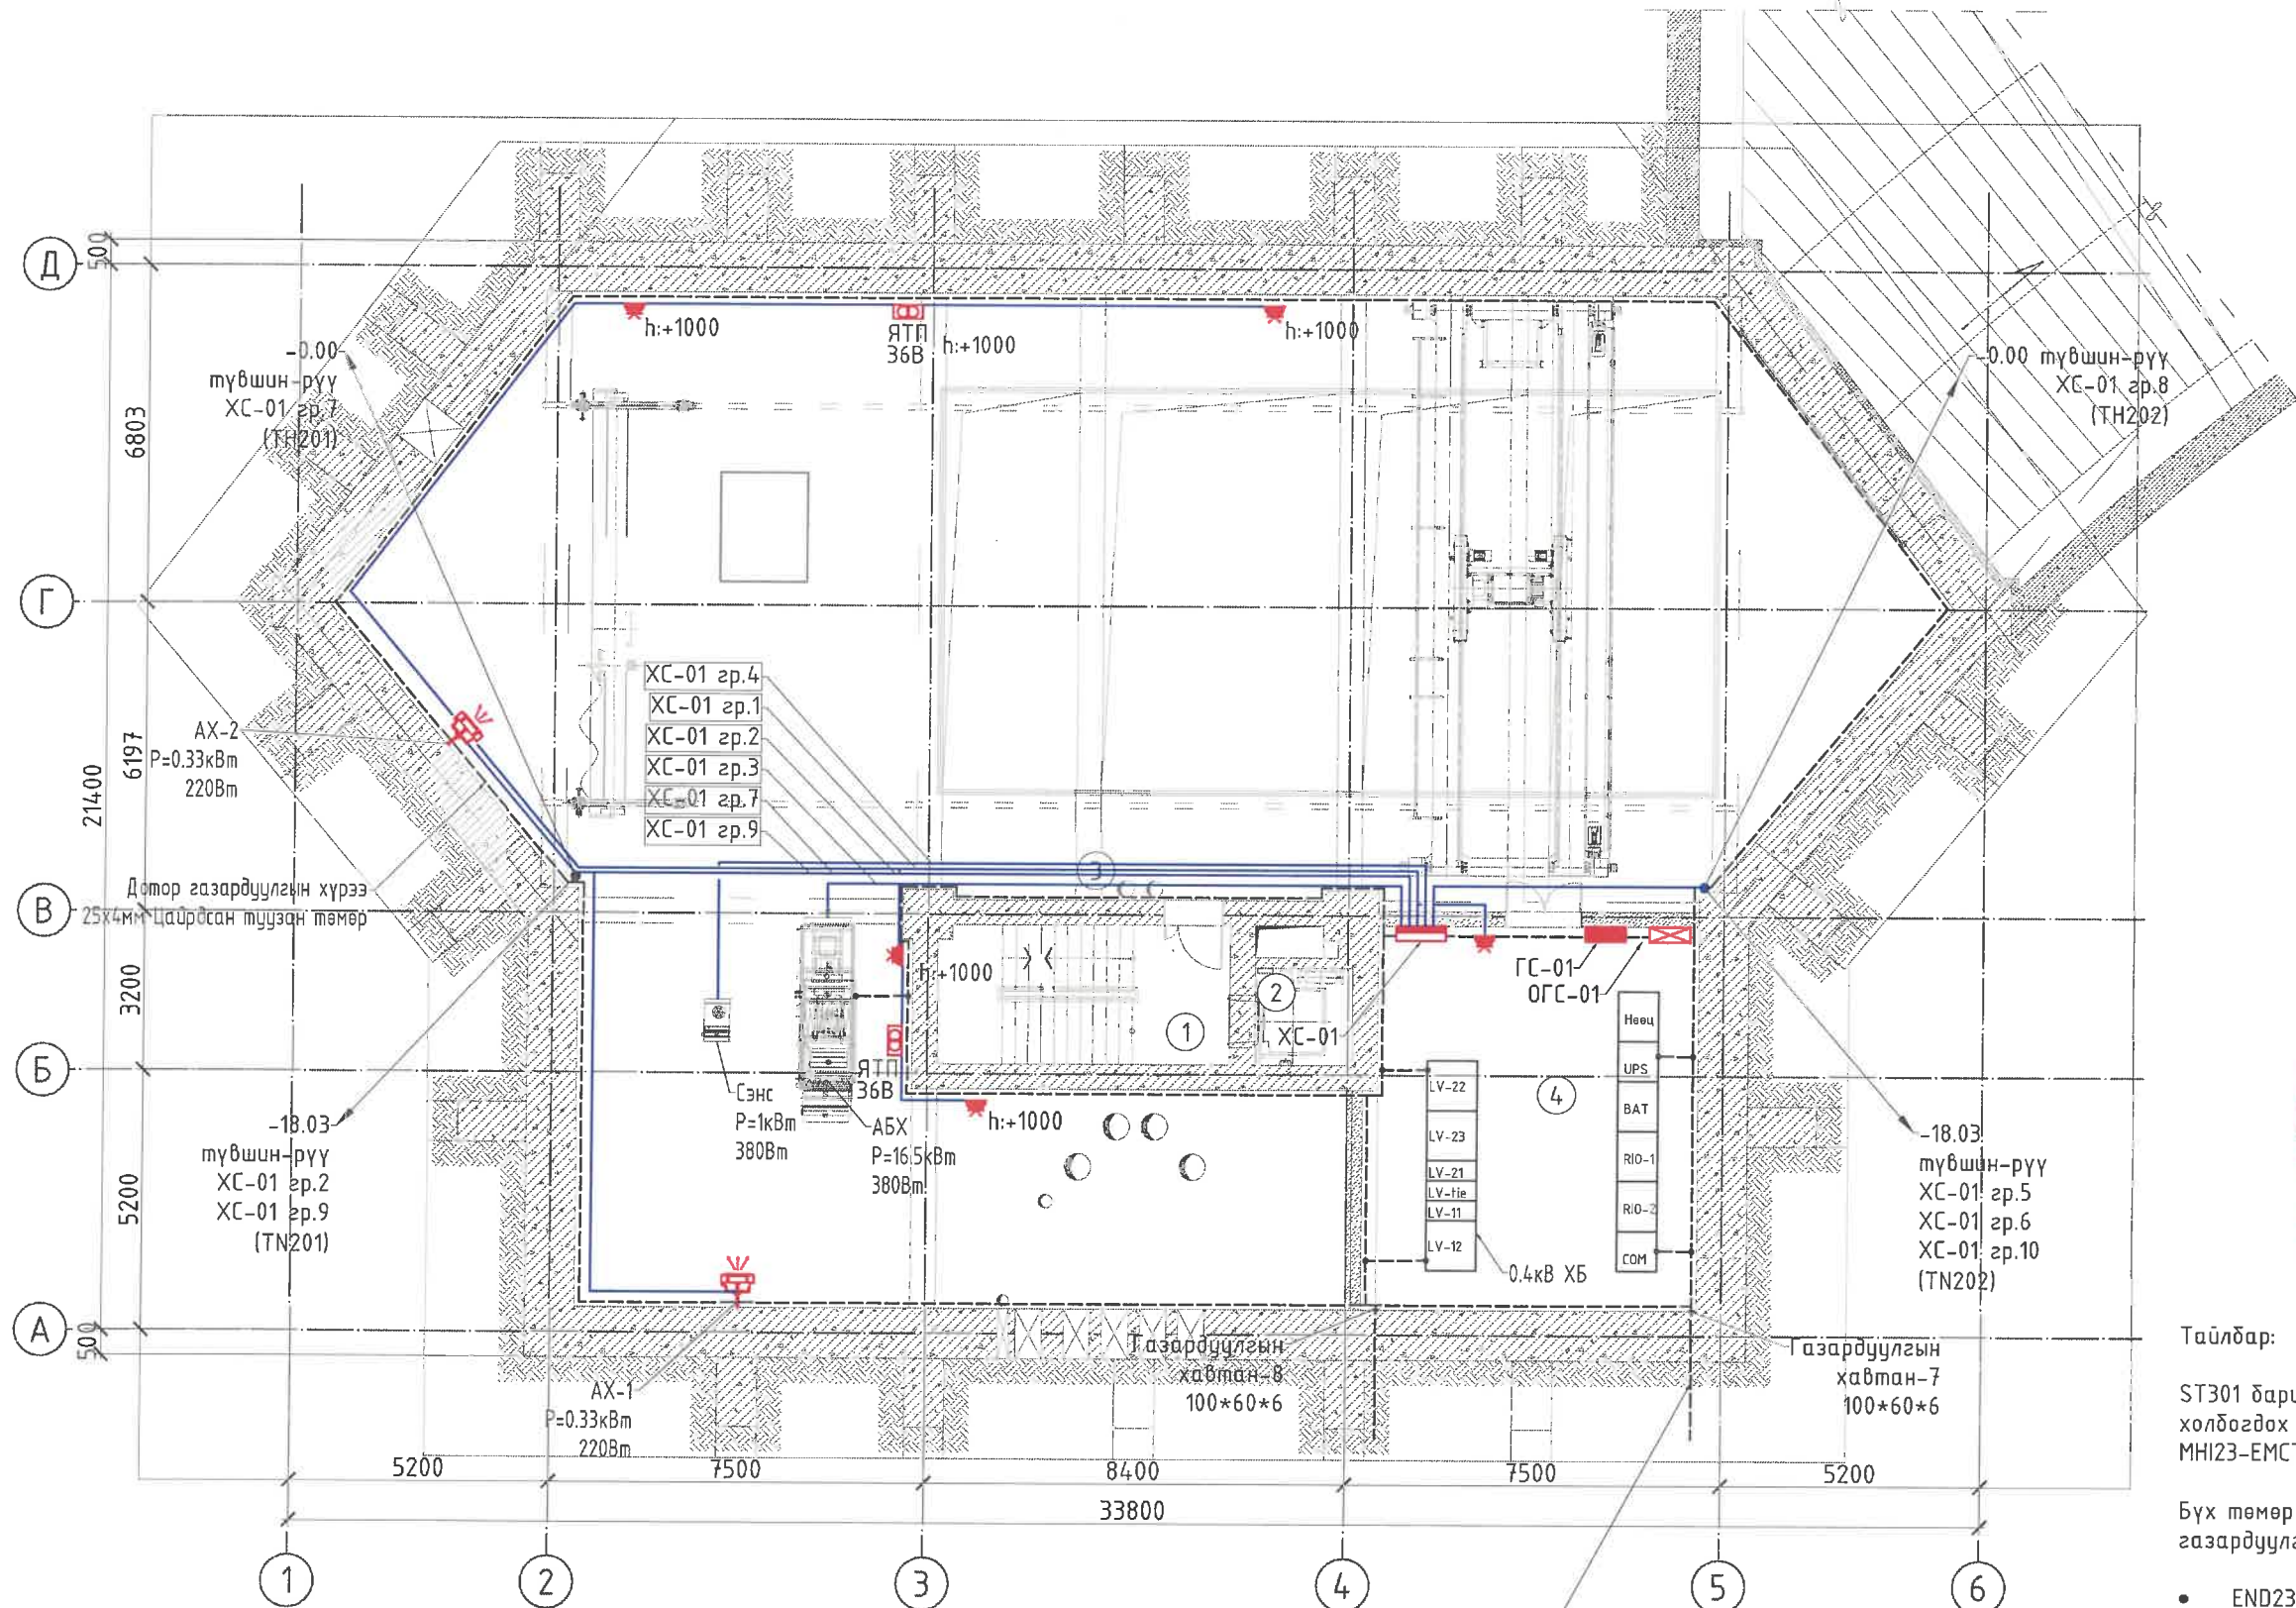 Д
500
h:+1000
ЯТП
36В
h:+1000
h:+1000
-0.00
түвшин-рүү
ХС-01 гр.7
(TH201)
-0.00 түвшин-рүү
ХС-01 гр.8
(TH202)
6803
Г
ХС-01 гр.4
ХС-01 гр.1
ХС-01 гр.2
ХС-01 гр.3
ХС-01 гр.7
ХС-01 гр.9
АХ-2
P=0.33кВт
220Вт
6197
21400
3
Дотор газардуулгын хүрээ
25х4мм Цайрдсан туузан төмөр
В
h:+1000
ГС-01
ОГС-01
2
1
ХС-01
3200
Нөөц
UPS
BAT
RIO-1
RIO-2
COM
Б
ЯТП
36В
Сэнс
P=1кВт
380Вт
АБХ
P=16.5кВт
380Вт
h:+1000
LV-22
LV-23
LV-21
LV-tie
LV-11
LV-12
4
0.4кВ ХБ
-18.03
түвшин-рүү
ХС-01 гр.2
ХС-01 гр.9
(TN201)
-18.03
түвшин-рүү
ХС-01 гр.5
ХС-01 гр.6
ХС-01 гр.10
(TN202)
5200
А
500
Газардуулгын
хавтан-8
100*60*6
Газардуулгын
хавтан-7
100*60*6
АХ-1
P=0.33кВт
220Вт
Тайлбар:
ST301
холбогдох
MHI23-EMC
Бүх төмөр
• END23
5200
7500
8400
7500
5200
33800
1
2
3
4
5
6